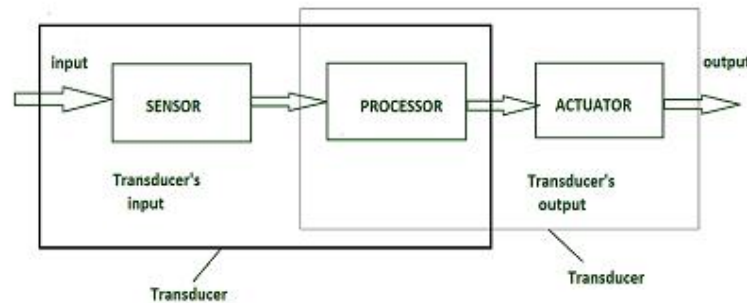 input
output
SENSOR
PROCESSOR
ACTUATOR
Transducer's
input
Transducer's
output
Transducer
Transducer